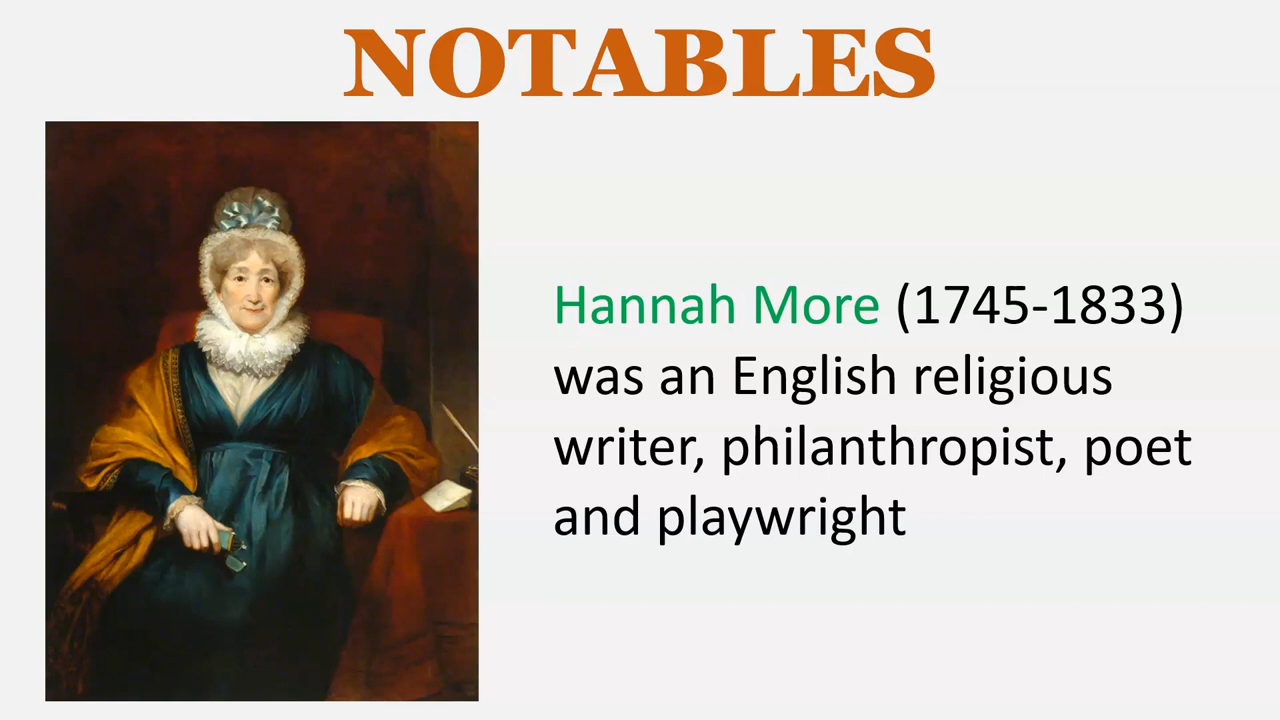 NOTABLES
Hannah More (1745-1833)
was an English religious
writer, philanthropist, poet
and playwright